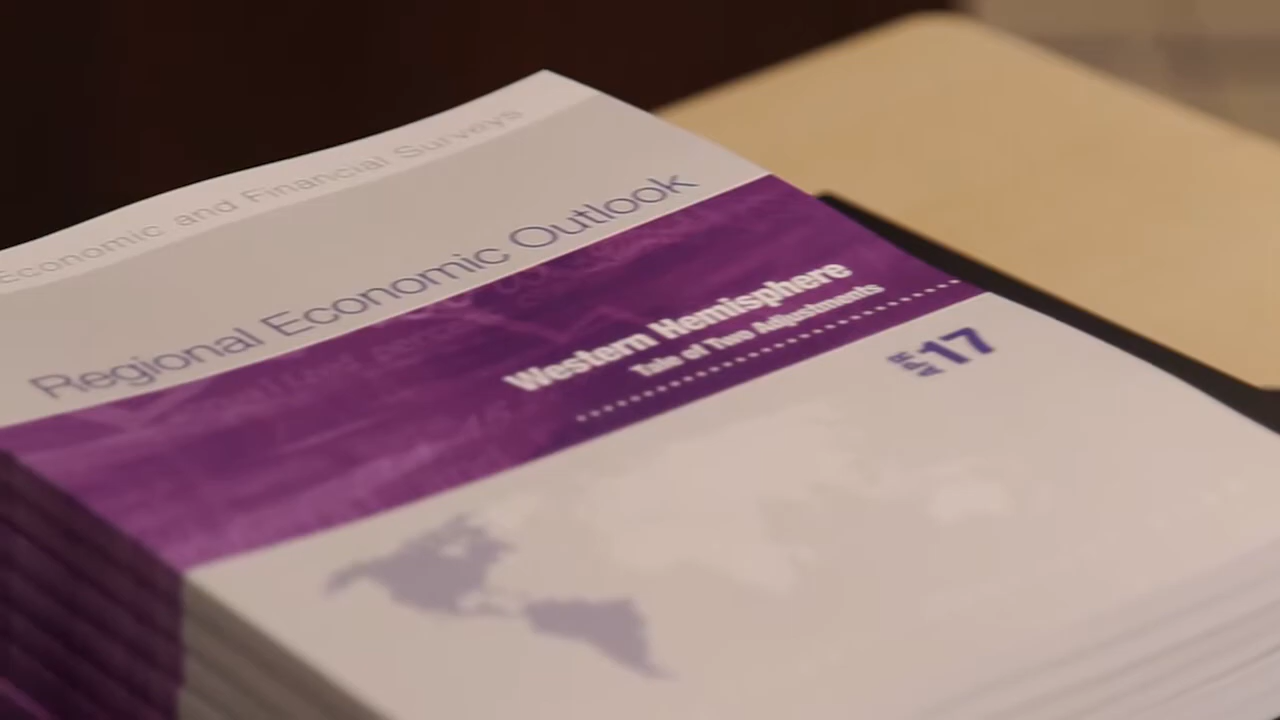 Economic and Financial Surveys
Regional Economic Outlook
Western Hemisphere
Tale of Two Adjustments
17